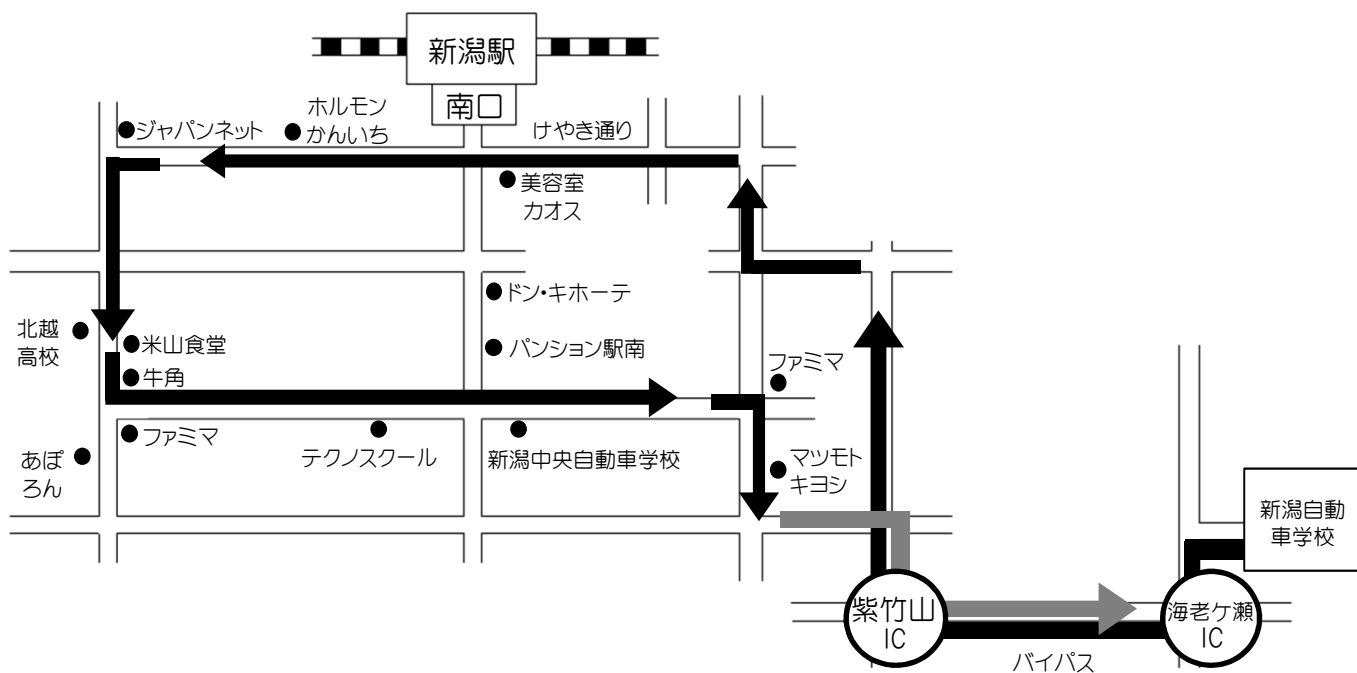 新潟駅
南口
ジャパンネット
ホルモン
かんいち
けやき通り
美容室
カオス
ドン・キホーテ
北越
高校
米山食堂
パンション駅南
牛角
ファミマ
ファミマ
あぽ
ろん
テクノスクール
新潟中央自動車学校
マツモト
キヨシ
新潟自動
車学校
紫竹山
IC
海老ケ瀬
IC
バイパス